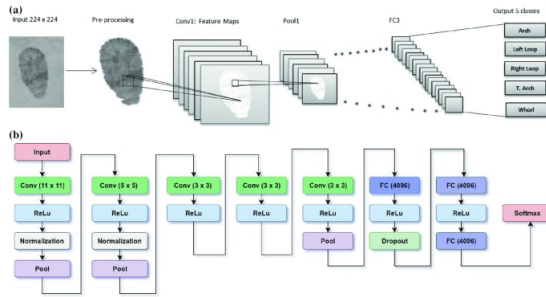 (a)
Input 224 x 224
Pre-processing
Conv1: Feature Maps
Pool1
FC3
Output 5 classes
Arch
Left Loop
Right Loop
T. Arch
Whorl
(b)
Input
Conv (11 x 11)
ReLu
Normalization
Pool
Conv (5 x 5)
ReLu
Normalization
Pool
Conv (3 x 3)
ReLu
Conv (3 x 3)
ReLu
Conv (3 x 3)
ReLu
Pool
FC (4096)
ReLu
Dropout
FC (4096)
ReLu
FC (4096)
Softmax